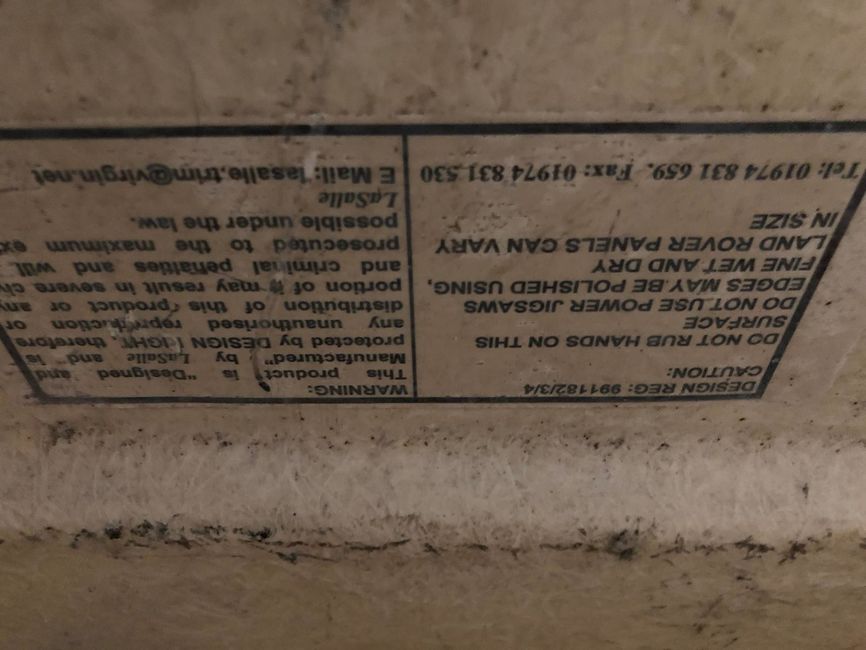 DESIGN REG: 991182/3/4
CAUTION:
DO NOT RUB HANDS ON THIS
SURFACE
DO NOT USE POWER JIGSAWS
EDGES MAY BE POLISHED USING,
FINE WET AND DRY
LAND ROVER PANELS CAN VARY
IN SIZE
Tel: 01974 831 659. Fax: 01974 831 530
WARNING:
This product is "Designed and
Manufactured" by LaSalle and is
protected by DESIGN RIGHT, therefore
any unauthorised reproduction or
distribution of this product or any
portion of it may result in severe
and criminal penalties and will
prosecuted to the maximum
possible under the law.
LaSalle
E Mail: lasalle.trim@virgin.net